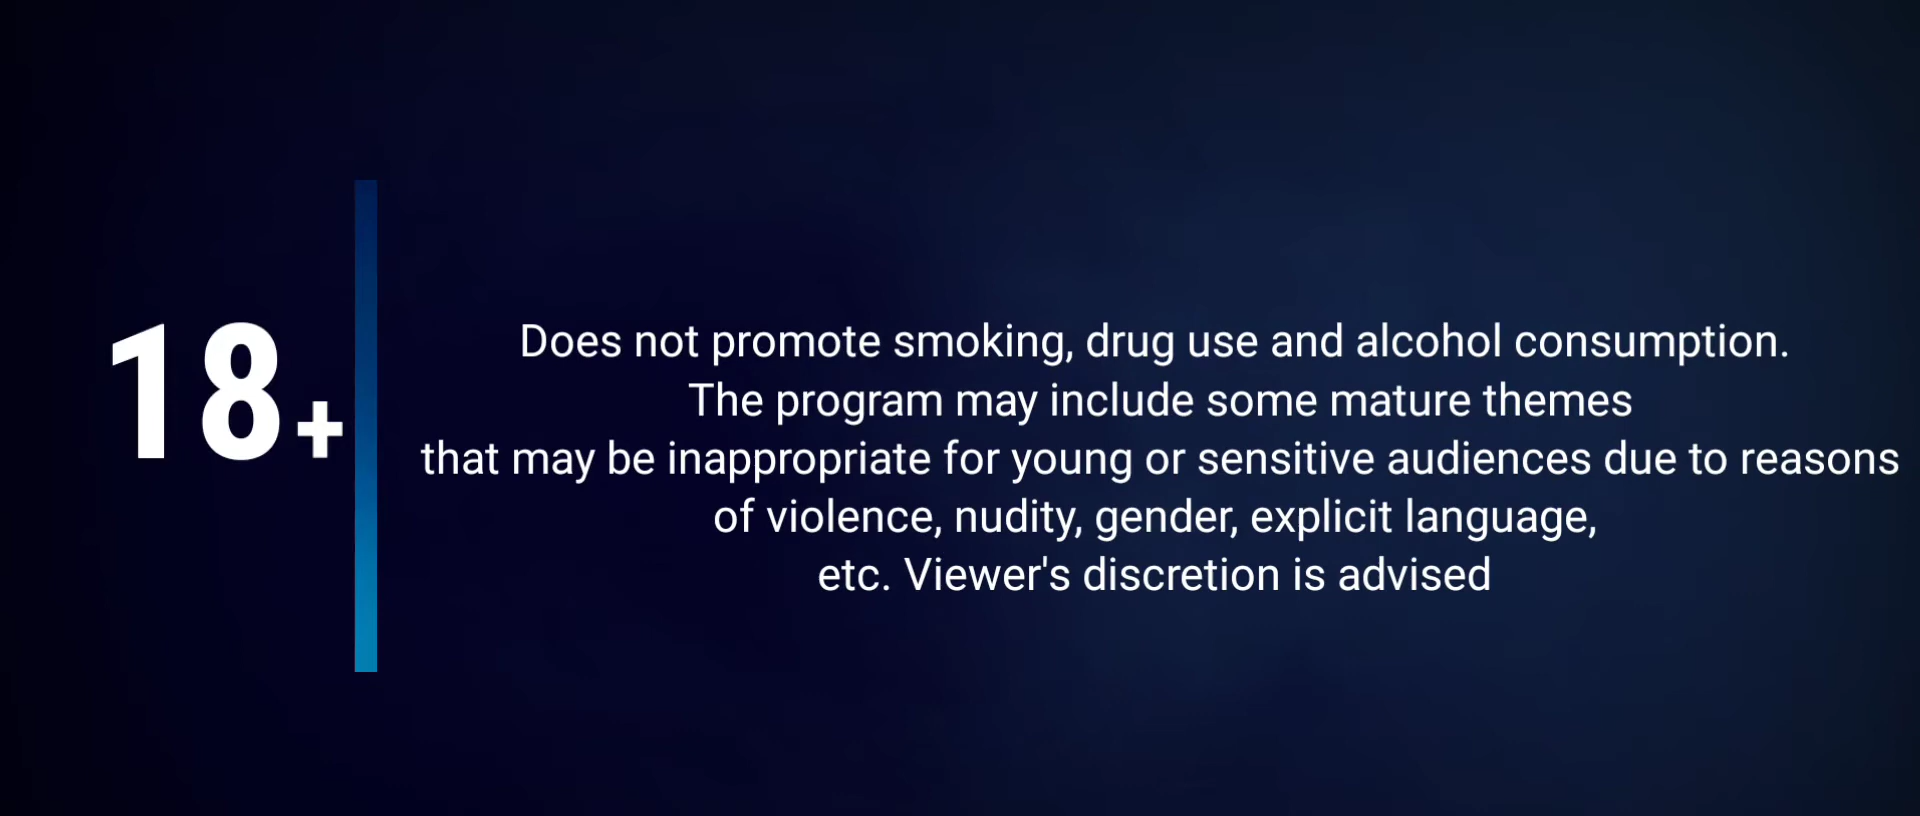 18+
Does not promote smoking, drug use and alcohol consumption.
The program may include some mature themes
that may be inappropriate for young or sensitive audiences due to reasons
of violence, nudity, gender, explicit language,
etc. Viewer's discretion is advised